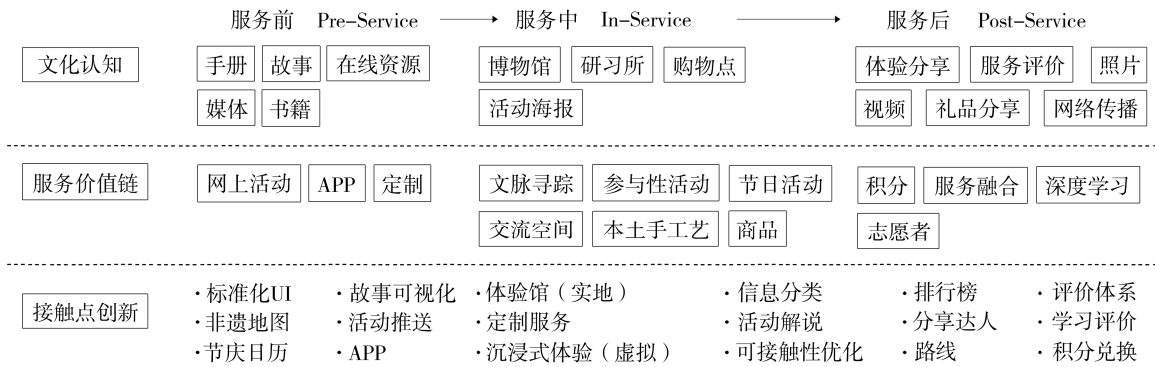 服务前 Pre-Service 服务中 In-Service 服务后 Post-Service
文化认知 手册 故事 在线资源 博物馆 研习所 购物点 体验分享 服务评价 照片
媒体 书籍 活动海报 视频 礼品分享 网络传播
服务价值链 网上活动 APP 定制 文脉寻踪 参与性活动 节日活动 积分 服务融合 深度学习
交流空间 本土手工艺 商品 志愿者
·标准化UI ·故事可视化 ·体验馆（实地） ·信息分类 ·排行榜 ·评价体系
接触点创新 ·非遗地图 ·活动推送 ·定制服务 ·活动解说 ·分享达人 ·学习评价
·节庆日历 ·APP ·沉浸式体验（虚拟） ·可接触性优化 ·路线 ·积分兑换